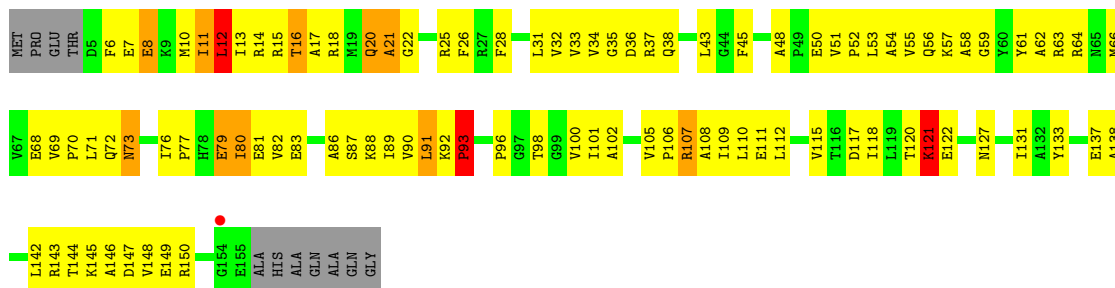 MET PRO GLU THR D5 F6 E7 E8 K9 M10 I11 L12 I13 R14 R15 T16 A17 R18 M19 Q20 A21 G22 R25 F26 R27 F28 L31 V32 V33 V34 G35 D36 R37 Q38 L43 G44 F45 A48 P49 E50 V51 P52 L53 A54 V55 Q56 K57 A58 G59 Y60 Y61 A62 R63 R64 N65 M66
V67 E68 V69 P70 L71 Q72 N73 I76 P77 H78 E79 I80 E81 V82 E83 A86 S87 K88 I89 V90 L91 K92 P93 P96 G97 T98 G99 V100 I101 A102 V105 P106 R107 A108 I109 L110 E111 L112 V115 T116 D117 I118 L119 T120 K121 E122 N127 I131 A132 Y133 E137 A138
L142 R143 T144 K145 A146 D147 V148 E149 R150 G154 E155 ALA HIS ALA GLN ALA GLN GLY